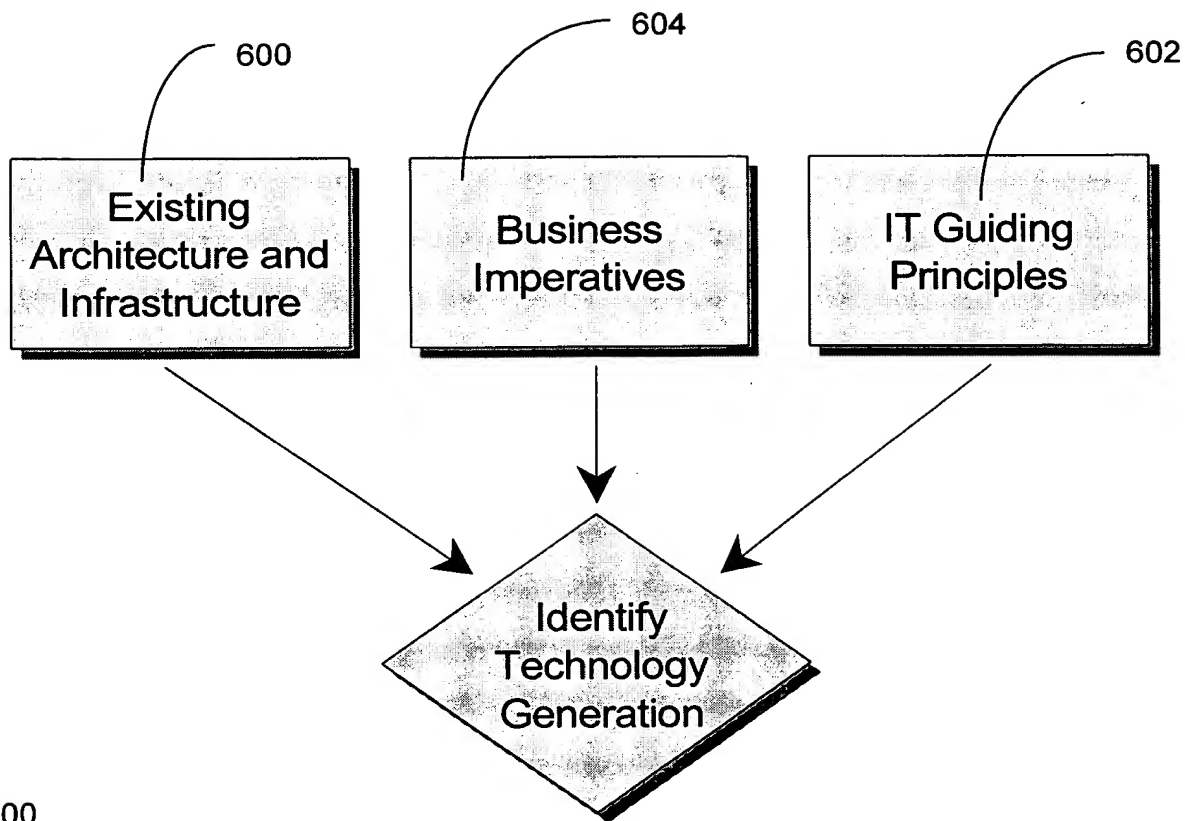 600
604
602
Existing
Architecture and
Infrastructure
Business
Imperatives
IT Guiding
Principles
Identify
Technology
Generation
00